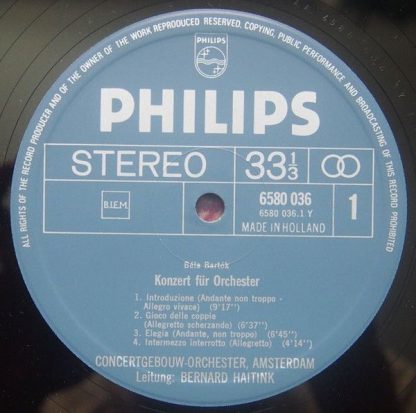 ALL RIGHTS OF THE RECORD PRODUCER AND OF THE OWNER OF THE WORK REPRODUCED RESERVED. COPYING, PUBLIC PERFORMANCE AND BROADCASTING OF THIS RECORD PROHIBITED
PHILIPS
PHILIPS
STEREO 33 1/3
B.I.E.M. 6580 036 1
6580 036.1 Y
MADE IN HOLLAND
Béla Bartók
Konzert für Orchester
1. Introduzione (Andante non troppo -
Allegro vivace) (9'17")
2. Gioco delle coppie
(Allegretto scherzando) (6'37")
3. Elegia (Andante, non troppo) (6'45")
4. Intermezzo interrotto (Allegretto) (4'14")
CONCERTGEBOUW-ORCHESTER, AMSTERDAM
Leitung: BERNARD HAITINK